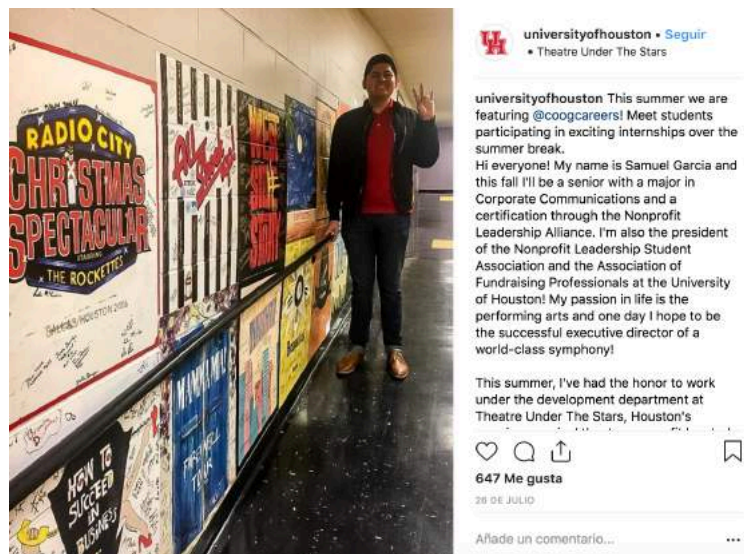 universityofhouston • Seguir
• Theatre Under The Stars
universityofhouston This summer we are
featuring @coogcareers! Meet students
participating in exciting internships over the
summer break.
Hi everyone! My name is Samuel Garcia and
this fall I'll be a senior with a major in
Corporate Communications and a
certification through the Nonprofit
Leadership Alliance. I'm also the president
of the Nonprofit Leadership Student
Association and the Association of
Fundraising Professionals at the University
of Houston! My passion in life is the
performing arts and one day I hope to be
the successful executive director of a
world-class symphony!
This summer, I've had the honor to work
under the development department at
Theatre Under The Stars, Houston's
647 Me gusta
26 DE JULIO
Añade un comentario...
RADIO CITY
CHRISTMAS
SPECTACULAR
STARRING
THE ROCKETTES
WEST
SIDE
STORY
MAMMA MIA!
FAREWELL
TOUR
HOW TO
SUCCEED
IN
BUSINESS